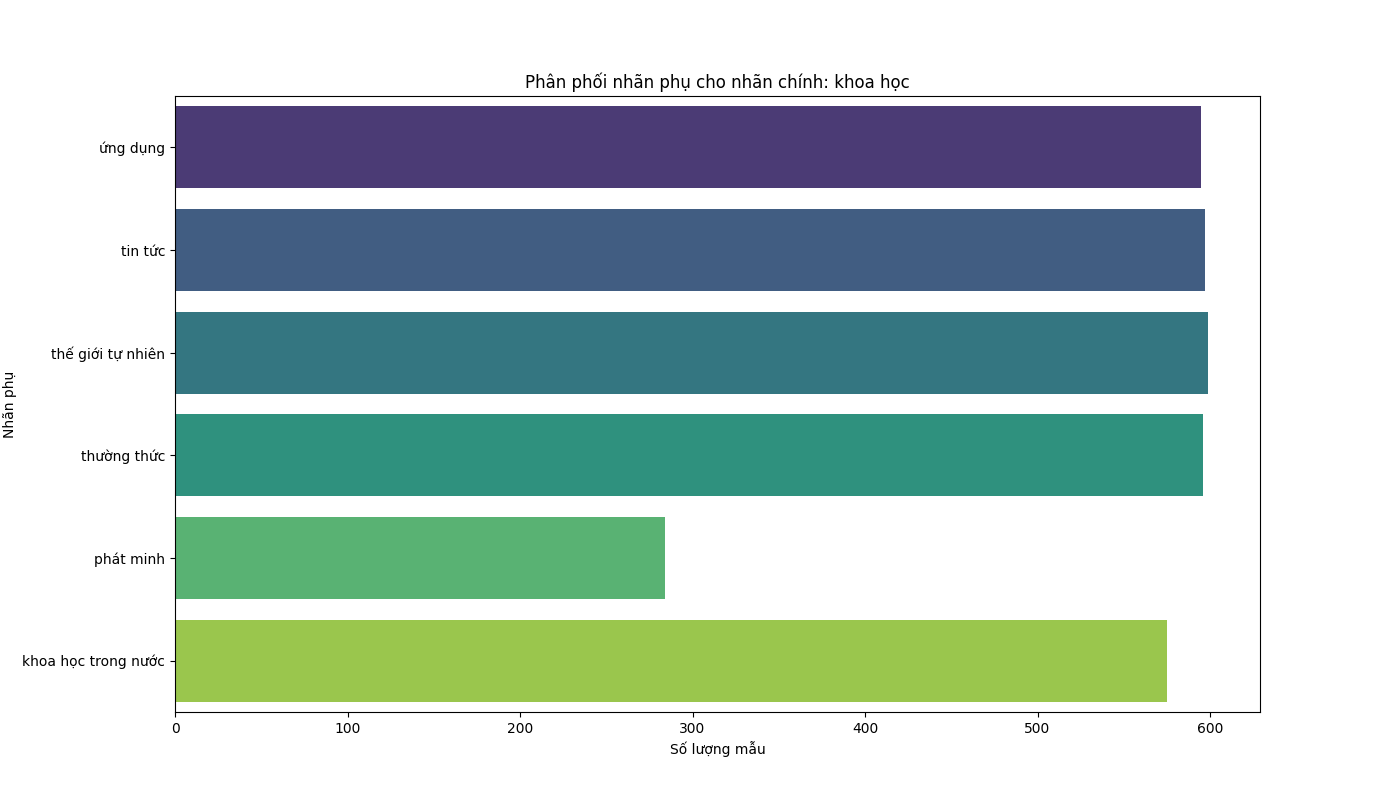 Phân phối nhãn phụ cho nhãn chính: khoa học
Nhãn phụ
ứng dụng
tin tức
thế giới tự nhiên
thường thức
phát minh
khoa học trong nước
0 100 200 300 400 500 600
Số lượng mẫu